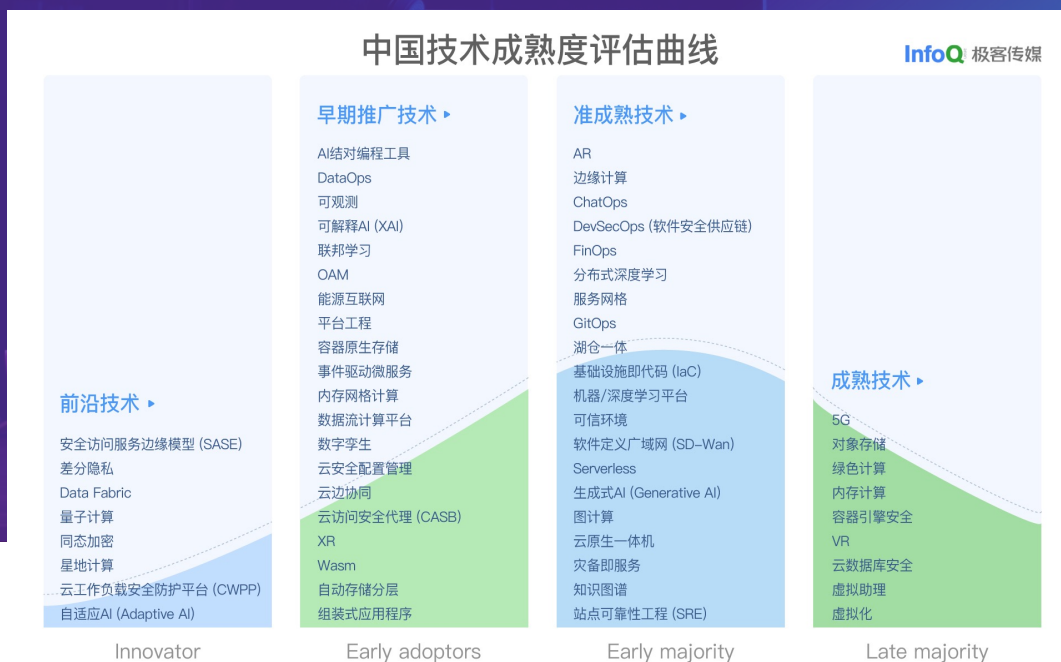 中国技术成熟度评估曲线
InfoQ 极客传媒
前沿技术
安全访问服务边缘模型 (SASE)
差分隐私
Data Fabric
量子计算
同态加密
星地计算
云工作负载安全防护平台 (CWPP)
自适应AI (Adaptive AI)
Innovator
早期推广技术
AI结对编程工具
DataOps
可观测
可解释AI (XAI)
联邦学习
OAM
能源互联网
平台工程
容器原生存储
事件驱动微服务
内存网格计算
数据流计算平台
数字孪生
云安全配置管理
云边协同
云访问安全代理 (CASB)
XR
Wasm
自动存储分层
组装式应用程序
Early adoptors
准成熟技术
AR
边缘计算
ChatOps
DevSecOps (软件安全供应链)
FinOps
分布式深度学习
服务网格
GitOps
湖仓一体
基础设施即代码 (IaC)
机器/深度学习平台
可信环境
软件定义广域网 (SD-Wan)
Serverless
生成式AI (Generative AI)
图计算
云原生一体机
灾备即服务
知识图谱
站点可靠性工程 (SRE)
Early majority
成熟技术
5G
对象存储
绿色计算
内存计算
容器引擎安全
VR
云数据库安全
虚拟助理
虚拟化
Late majority